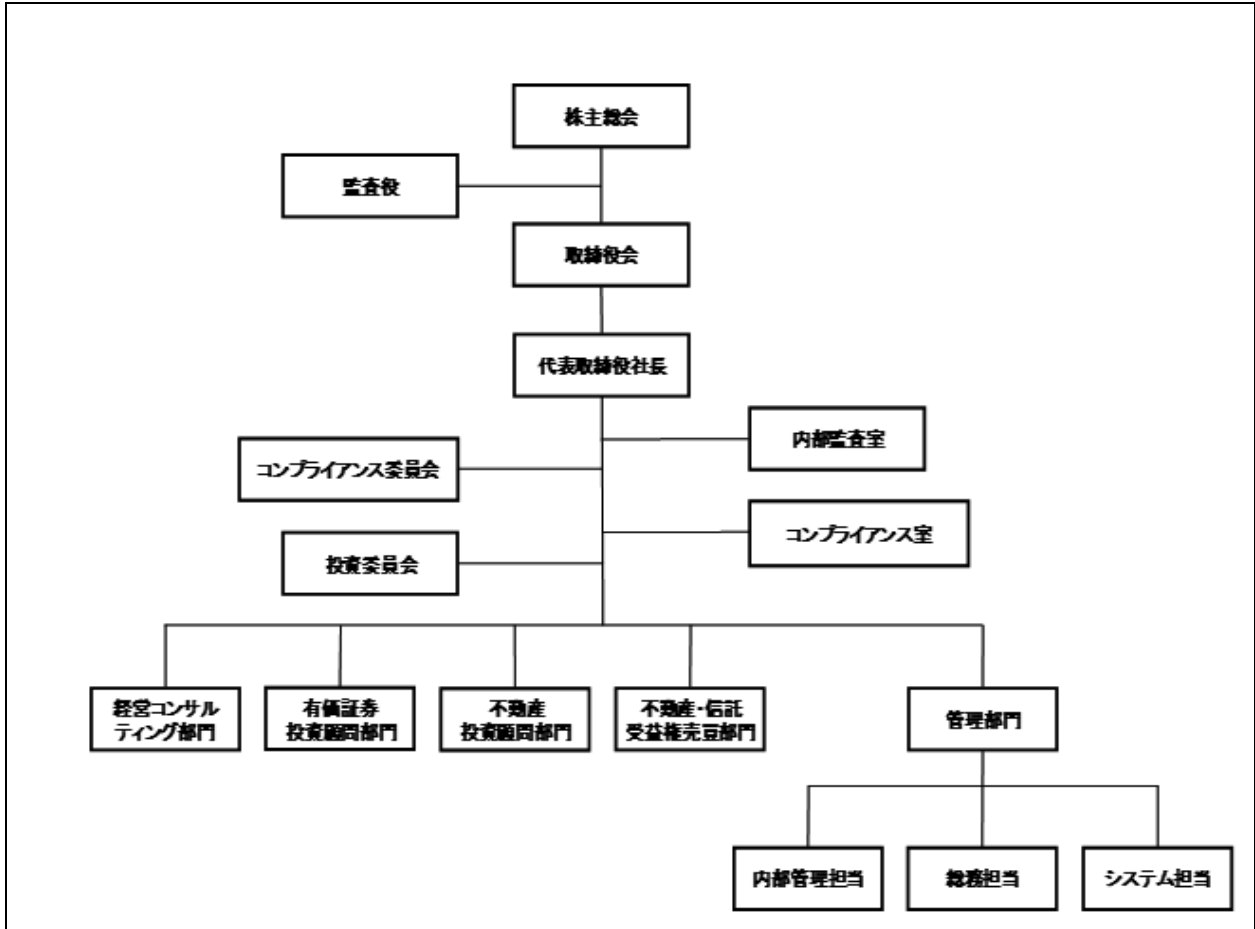 株主総会
監査役
取締役会
代表取締役社長
内部監査室
コンプライアンス委員会
コンプライアンス室
投資委員会
経営コンサル
ティング部門
有価証券
投資顧問部門
不動産
投資顧問部門
不動産・信託
受益権売買部門
管理部門
内部管理担当
総務担当
システム担当